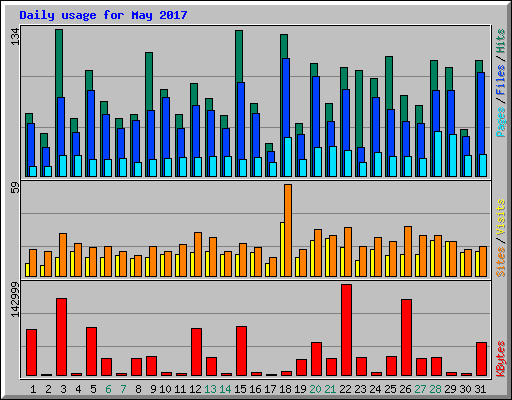 Daily usage for May 2017
134
Pages / Files / Hits
59
Sites / Visits
142999
KBytes
1 2 3 4 5 6 7 8 9 10 11 12 13 14 15 16 17 18 19 20 21 22 23 24 25 26 27 28 29 30 31